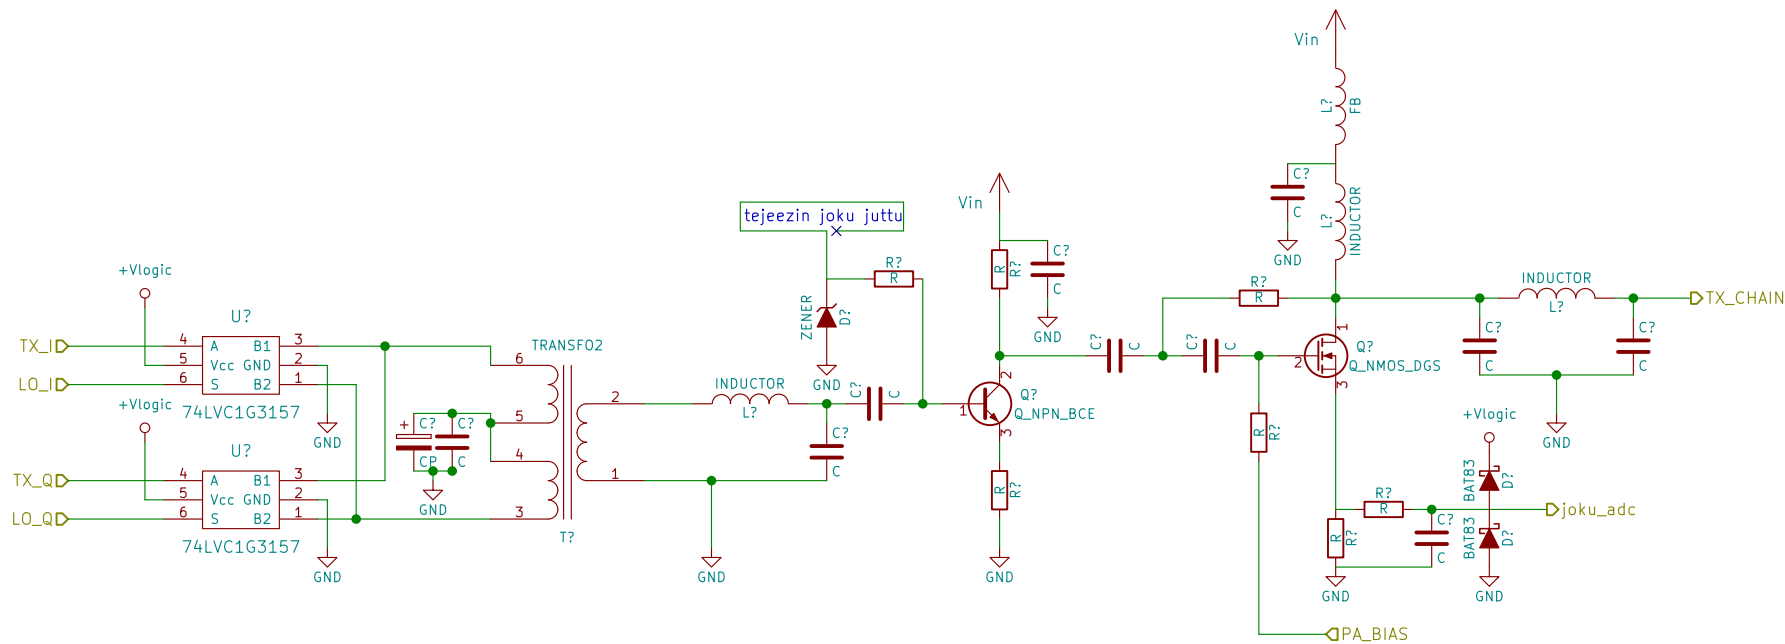 Vin
L?
FB
C?
C
L?
INDUCTOR
GND
Vin
tejeezin joku juttu
R?
R
ZENER
D?
GND
R
R?
C?
C
GND
R?
R
INDUCTOR
L?
TX_CHAIN
C?
C
C?
C
GND
+Vlogic
U?
TX_I
4
A
B1
3
5
Vcc
GND
2
LO_I
6
S
B2
1
74LVC1G3157
GND
+Vlogic
U?
TX_Q
4
A
B1
3
5
Vcc
GND
2
LO_Q
6
S
B2
1
74LVC1G3157
GND
TRANSFO2
6
5
4
3
2
1
T?
+
C?
CP
C?
C
GND
INDUCTOR
L?
C?
C
C?
C
GND
1
2
3
Q?
Q_NPN_BCE
R
R?
GND
C?
C
C?
C
1
2
3
Q?
Q_NMOS_DGS
R
R?
R?
R
R
R?
GND
C?
C
+Vlogic
BAT83
D?
BAT83
D?
GND
joku_adc
PA_BIAS